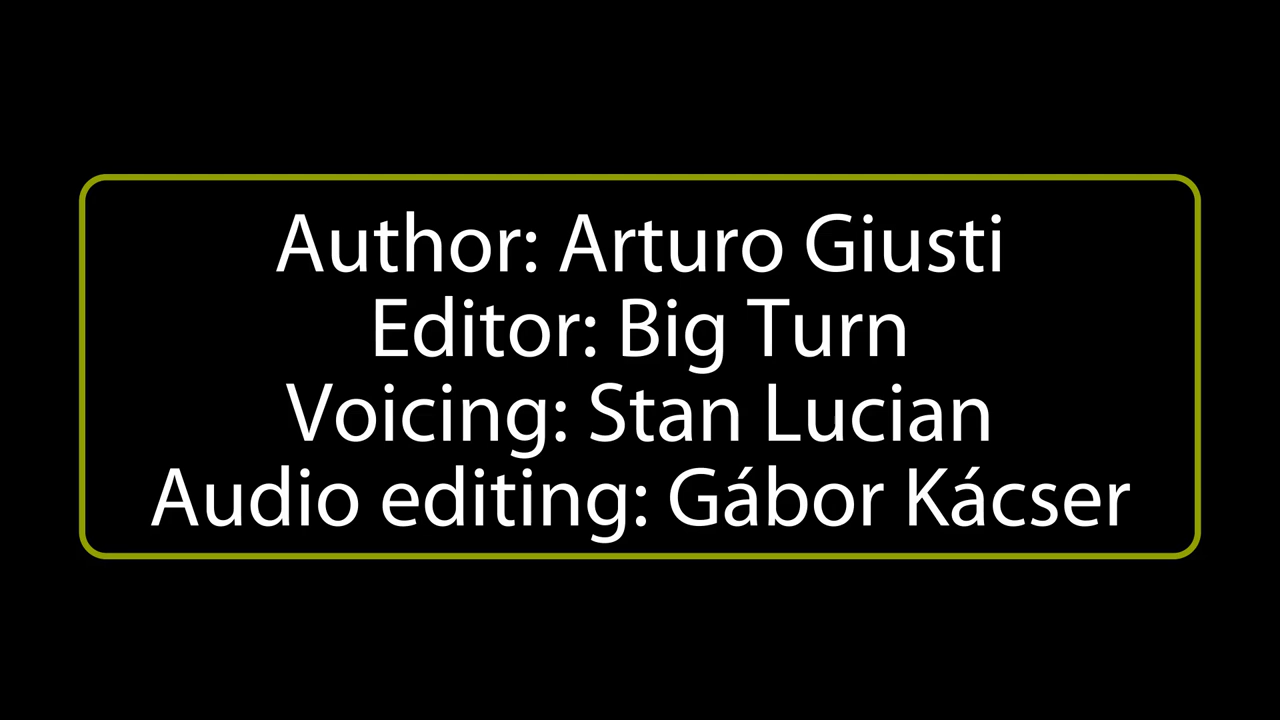 Author: Arturo Giusti
Editor: Big Turn
Voicing: Stan Lucian
Audio editing: Gábor Kácser